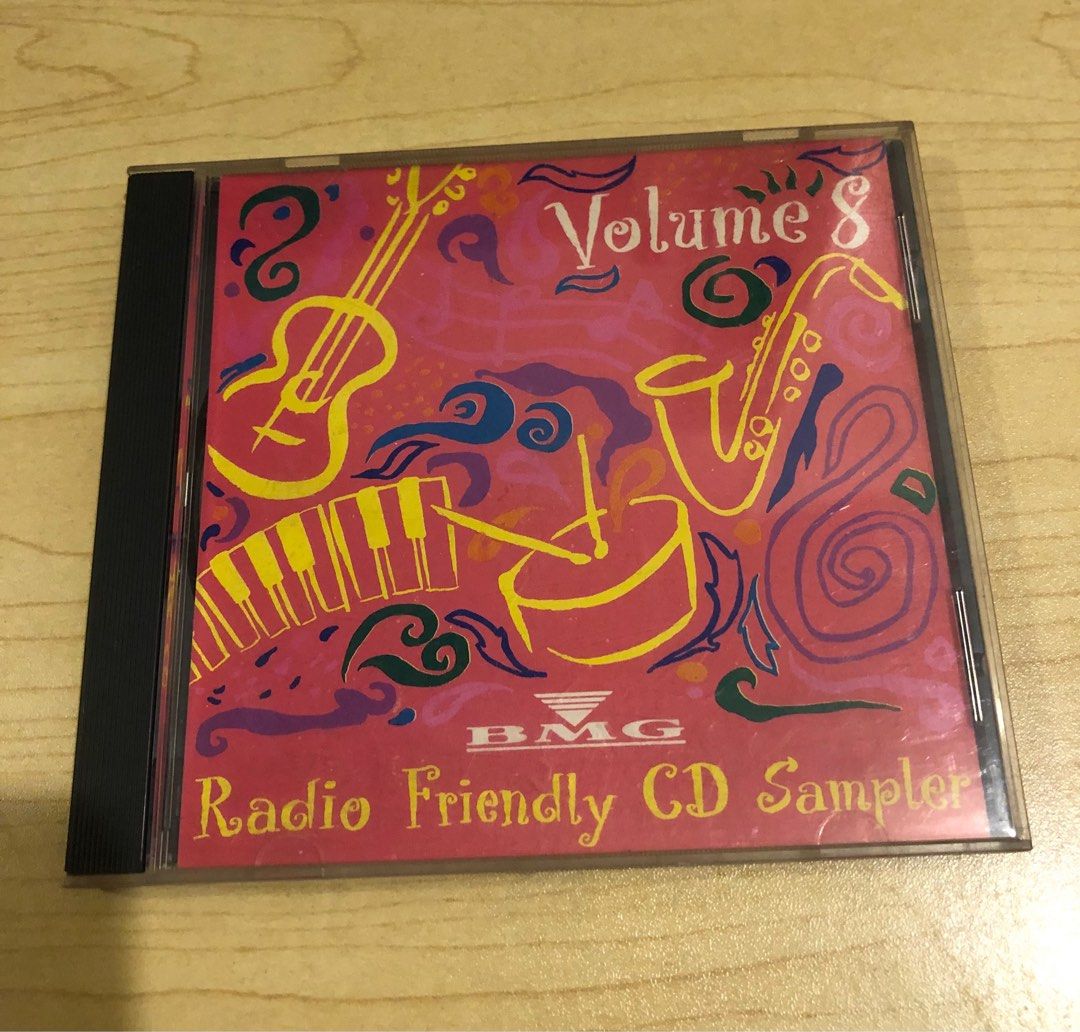 Volume 8
BMG
Radio Friendly CD Sampler